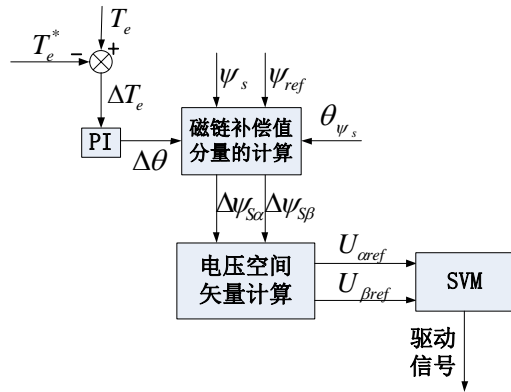 T_e
T_e^*
−
+
ΔT_e
ψ_s
ψ_ref
PI
Δθ
磁链补偿值
分量的计算
θ_ψ_s
Δψ_Sα
Δψ_Sβ
电压空间
矢量计算
U_αref
U_βref
SVM
驱动
信号